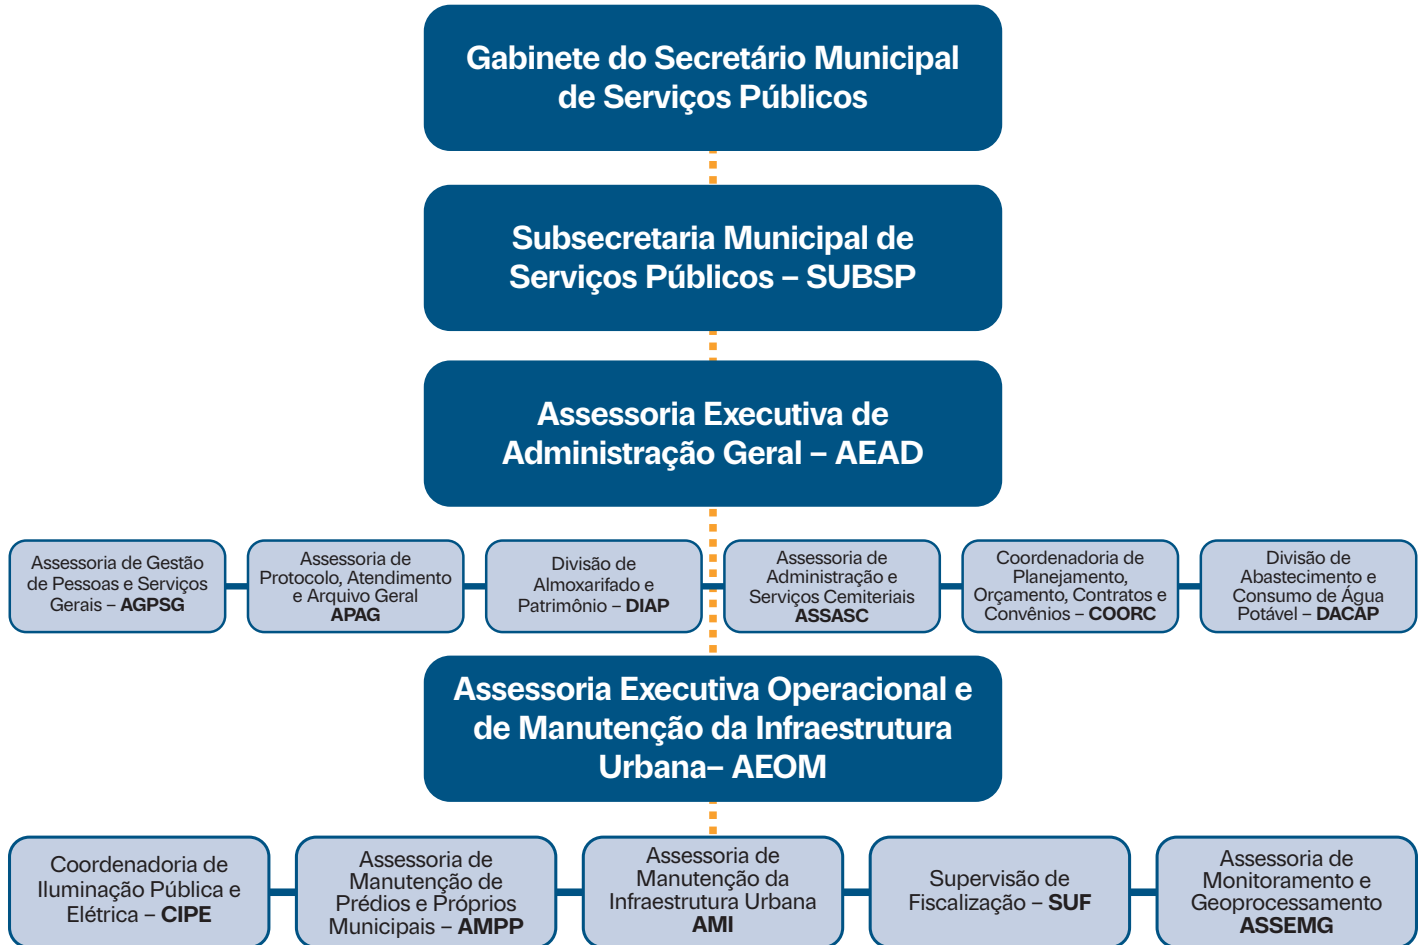 Gabinete do Secretário Municipal
de Serviços Públicos
Subsecretaria Municipal de
Serviços Públicos – SUBSP
Assessoria Executiva de
Administração Geral – AEAD
Assessoria de Gestão
de Pessoas e Serviços
Gerais – AGPSG
Assessoria de
Protocolo, Atendimento
e Arquivo Geral
APAG
Divisão de
Almoxarifado e
Patrimônio – DIAP
Assessoria de
Administração e
Serviços Cemiteriais
ASSASC
Coordenadoria de
Planejamento,
Orçamento, Contratos e
Convênios – COORC
Divisão de
Abastecimento e
Consumo de Água
Potável – DACAP
Assessoria Executiva Operacional e
de Manutenção da Infraestrutura
Urbana– AEOM
Coordenadoria de
Iluminação Pública e
Elétrica – CIPE
Assessoria de
Manutenção de
Prédios e Próprios
Municipais – AMPP
Assessoria de
Manutenção da
Infraestrutura Urbana
AMI
Supervisão de
Fiscalização – SUF
Assessoria de
Monitoramento e
Geoprocessamento
ASSEMG